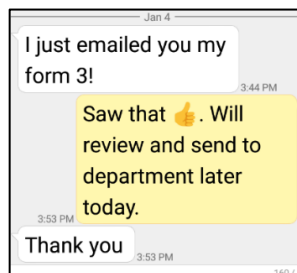 Jan 4
I just emailed you my
form 3!
3:44 PM
Saw that 👍. Will
review and send to
department later
today.
3:53 PM
Thank you
3:53 PM